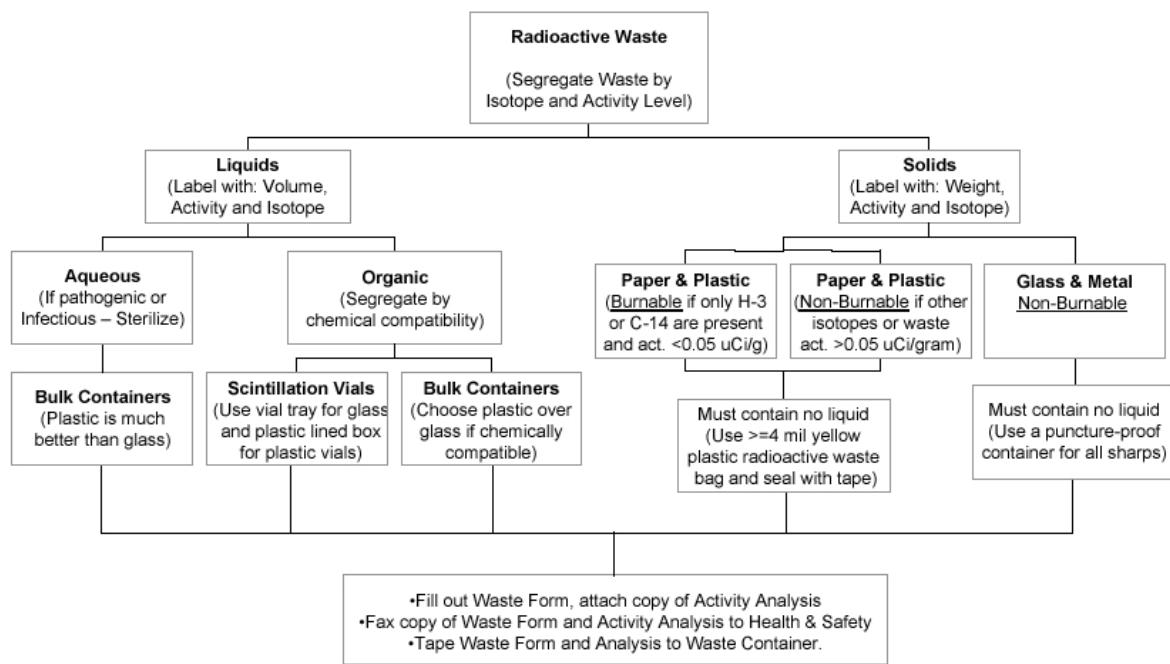 Radioactive Waste
(Segregate Waste by
Isotope and Activity Level)
Liquids
(Label with: Volume,
Activity and Isotope
Solids
(Label with: Weight,
Activity and Isotope)
Aqueous
(If pathogenic or
Infectious – Sterilize)
Organic
(Segregate by
chemical compatibility)
Paper & Plastic
(Burnable if only H-3
or C-14 are present
and act. <0.05 uCi/g)
Paper & Plastic
(Non-Burnable if other
isotopes or waste
act. >0.05 uCi/gram)
Glass & Metal
Non-Burnable
Bulk Containers
(Plastic is much
better than glass)
Scintillation Vials
(Use vial tray for glass
and plastic lined box
for plastic vials)
Bulk Containers
(Choose plastic over
glass if chemically
compatible)
Must contain no liquid
(Use >=4 mil yellow
plastic radioactive waste
bag and seal with tape)
Must contain no liquid
(Use a puncture-proof
container for all sharps)
•Fill out Waste Form, attach copy of Activity Analysis
•Fax copy of Waste Form and Activity Analysis to Health & Safety
•Tape Waste Form and Analysis to Waste Container.